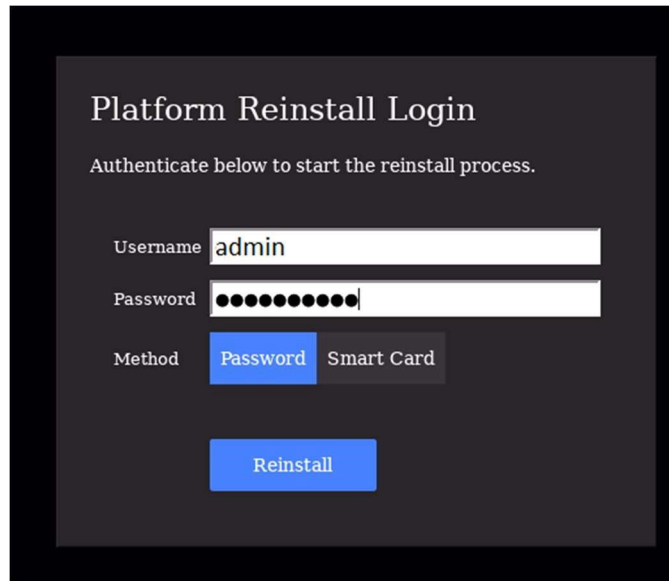 Platform Reinstall Login
Authenticate below to start the reinstall process.
Username admin
Password ●●●●●●●●●●
Method Password Smart Card
Reinstall